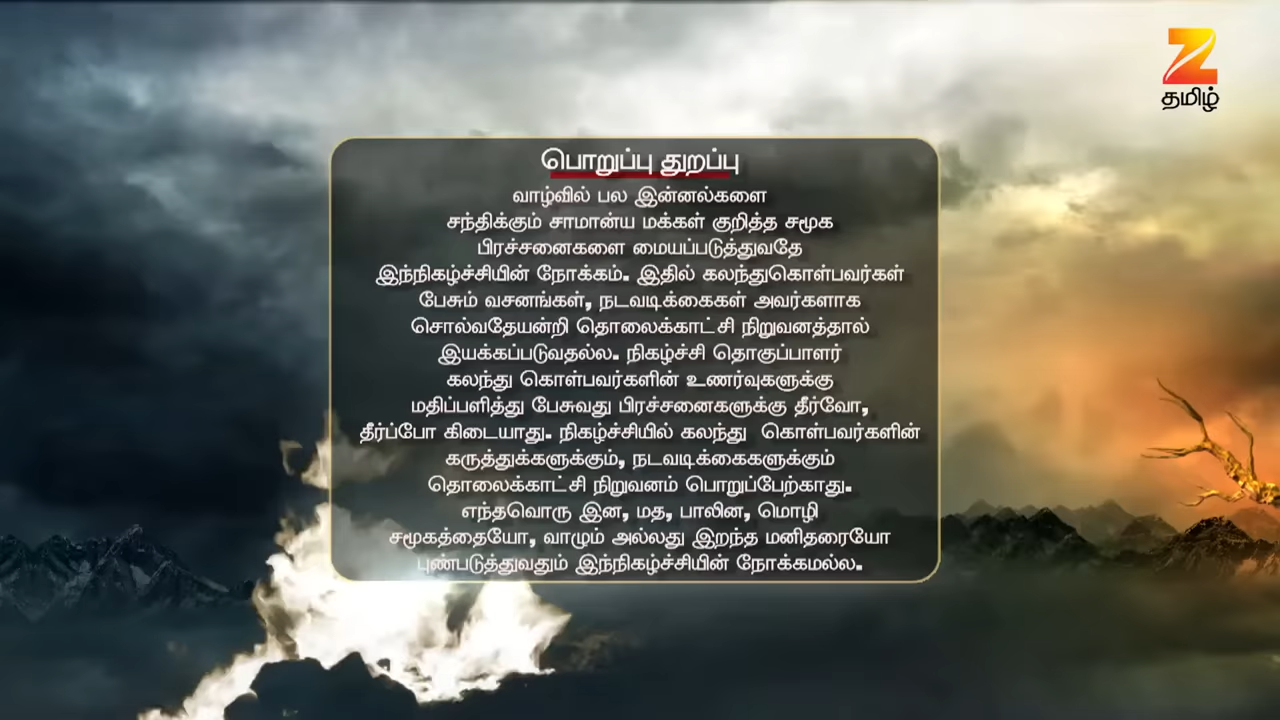 Z
தமிழ்
பொறுப்பு துறப்பு
வாழ்வில் பல இன்னல்களை
சந்திக்கும் சாமான்ய மக்கள் குறித்த சமூக
பிரச்சனைகளை மையப்படுத்துவதே
இந்நிகழ்ச்சியின் நோக்கம். இதில் கலந்துகொள்பவர்கள்
பேசும் வசனங்கள், நடவடிக்கைகள் அவர்களாக
சொல்வதேயன்றி தொலைக்காட்சி நிறுவனத்தால்
இயக்கப்படுவதல்ல. நிகழ்ச்சி தொகுப்பாளர்
கலந்து கொள்பவர்களின் உணர்வுகளுக்கு
மதிப்பளித்து பேசுவது பிரச்சனைகளுக்கு தீர்வோ,
தீர்ப்போ கிடையாது. நிகழ்ச்சியில் கலந்து கொள்பவர்களின்
கருத்துக்களுக்கும், நடவடிக்கைகளுக்கும்
தொலைக்காட்சி நிறுவனம் பொறுப்பேற்காது.
எந்தவொரு இன, மத, பாலின, மொழி
சமூகத்தையோ, வாழும் அல்லது இறந்த மனிதரையோ
புண்படுத்துவதும் இந்நிகழ்ச்சியின் நோக்கமல்ல.